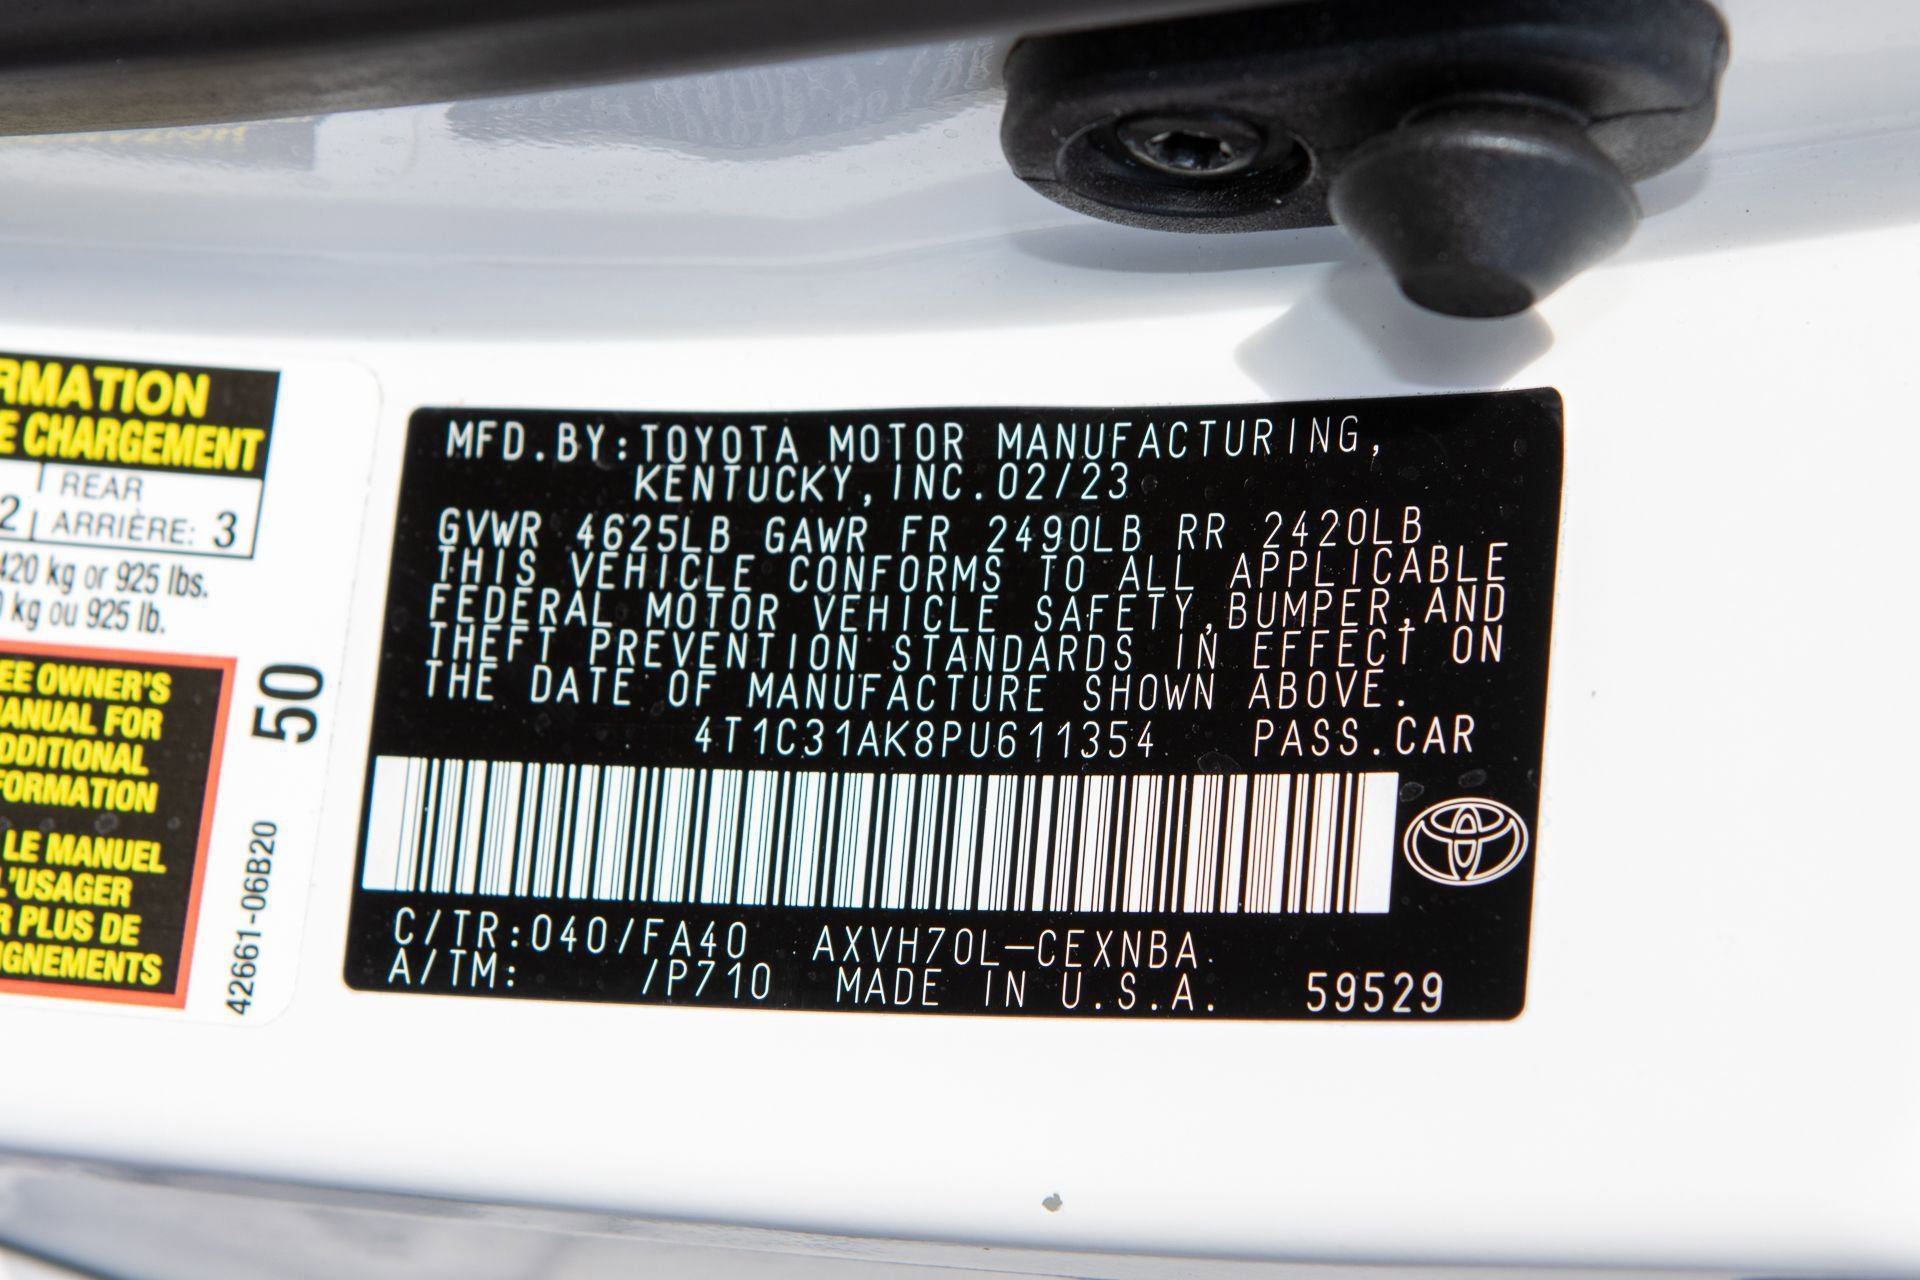 RMATION
E CHARGEMENT
REAR
2 ARRIÈRE: 3
420 kg or 925 lbs.
kg ou 925 lb.
EE OWNER'S
ANUAL FOR
DDITIONAL
FORMATION
LE MANUEL
L'USAGER
R PLUS DE
IGNEMENTS
50
42661-06B20
MFD.BY:TOYOTA MOTOR MANUFACTURING,
KENTUCKY,INC.02/23
GVWR 4625LB GAWR FR 2490LB RR 2420LB
THIS VEHICLE CONFORMS TO ALL APPLICABLE
FEDERAL MOTOR VEHICLE SAFETY,BUMPER,AND
THEFT PREVENTION STANDARDS IN EFFECT ON
THE DATE OF MANUFACTURE SHOWN ABOVE.
4T1C31AK8PU611354 PASS.CAR
C/TR:040/FA40 AXVH70L-CEXNBA
A/TM: /P710 MADE IN U.S.A. 59529